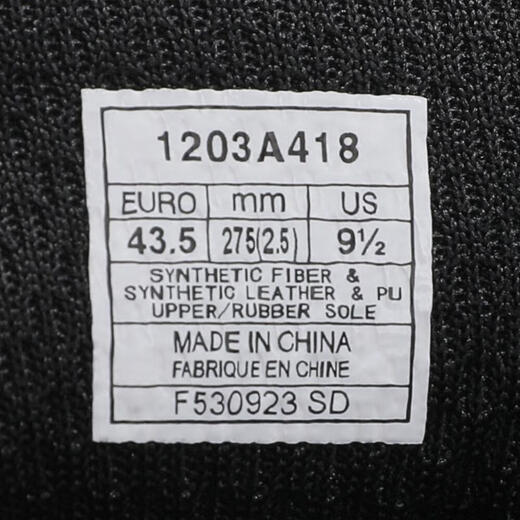 1203A418
EURO mm US
43.5 275(2.5) 9½
SYNTHETIC FIBER &
SYNTHETIC LEATHER & PU
UPPER/RUBBER SOLE
MADE IN CHINA
FABRIQUE EN CHINE
F530923 SD